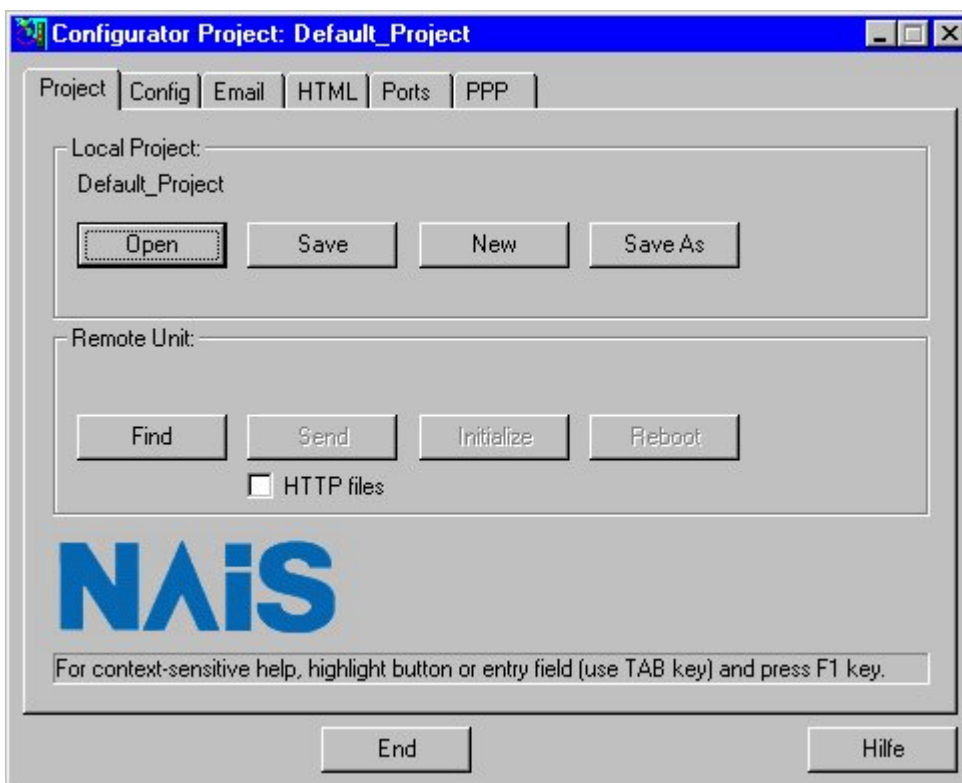 Configurator Project: Default_Project
Project Config Email HTML Ports PPP
Local Project:
Default_Project
Open Save New Save As
Remote Unit:
Find Send Initialize Reboot
HTTP files
NAiS
For context-sensitive help, highlight button or entry field (use TAB key) and press F1 key.
End Hilfe